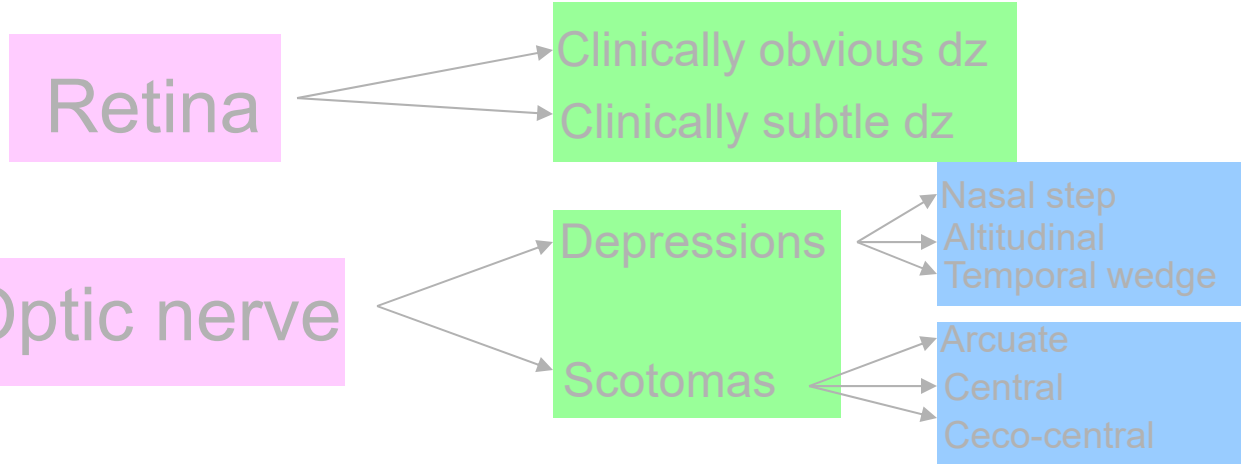 Retina
Clinically obvious dz
Clinically subtle dz
Optic nerve
Depressions
Nasal step
Altitudinal
Temporal wedge
Scotomas
Arcuate
Central
Ceco-central